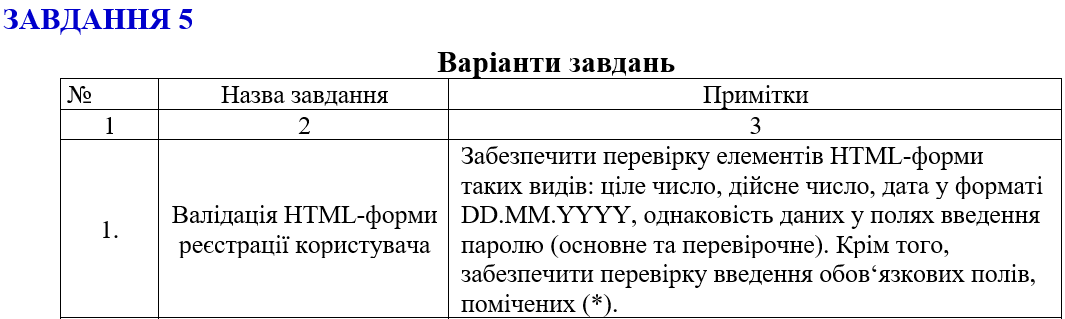 ЗАВДАННЯ 5
Варіанти завдань
№ Назва завдання Примітки
1 2 3
1.
Валідація HTML-форми
реєстрації користувача
Забезпечити перевірку елементів HTML-форми
таких видів: ціле число, дійсне число, дата у форматі
DD.MM.YYYY, однаковість даних у полях введення
паролю (основне та перевірочне). Крім того,
забезпечити перевірку введення обов‘язкових полів,
помічених (*).